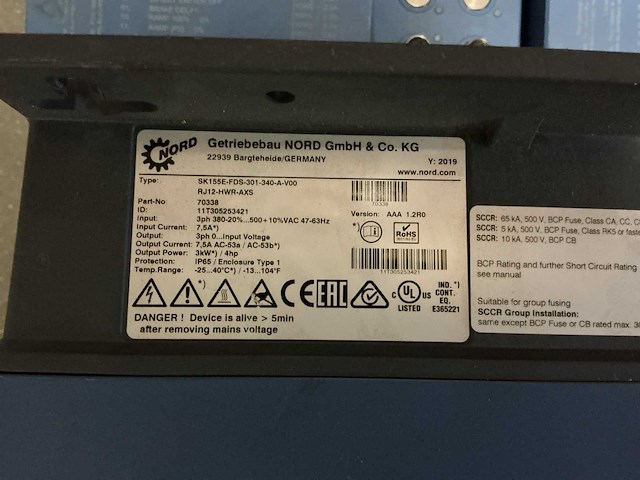 NORD
Getriebebau NORD GmbH & Co. KG
22939 Bargteheide/GERMANY
Y: 2019
www.nord.com
Type: SK155E-FDS-301-340-A-V00
RJ12-HWR-AXS
Part-No: 70338
ID: 11T305253421
Input: 3ph 380-20%...500+10%VAC 47-63Hz
Input Current: 7,5A*)
Output: 3ph 0...Input Voltage
Output Current: 7,5A AC-53a / AC-53b*)
Output Power: 3kW*) / 4hp
Protection: IP65 / Enclosure Type 1
Temp.Range: -25...40°C*) / -13...104°F
70338
Version: AAA 1.2R0
*)
RoHS
11T305253421
CE EAC
C UL US
LISTED
IND. *)
CONT.
EQ.
E365221
DANGER ! Device is alive > 5min
after removing mains voltage
SCCR: 65 kA, 500 V, BCP Fuse, Class CA, CC,
SCCR: 5 kA, 500 V, BCP Fuse, Class RK5 or faster
SCCR: 10 kA, 500 V, BCP CB
BCP Rating and further Short Circuit Rating
see manual
Suitable for group fusing
SCCR Group Installation:
same except BCP Fuse or CB rated max.